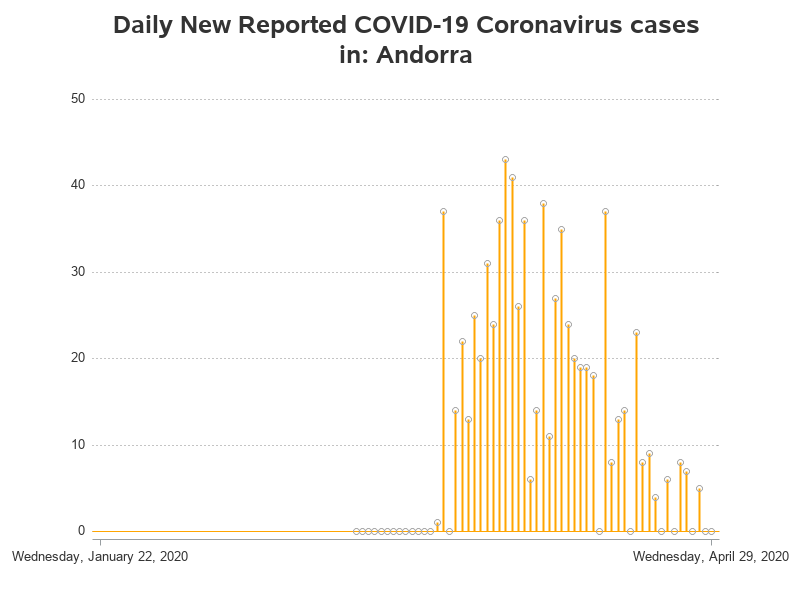 Daily New Reported COVID-19 Coronavirus cases
in: Andorra
50
40
30
20
10
0
Wednesday, January 22, 2020
Wednesday, April 29, 2020